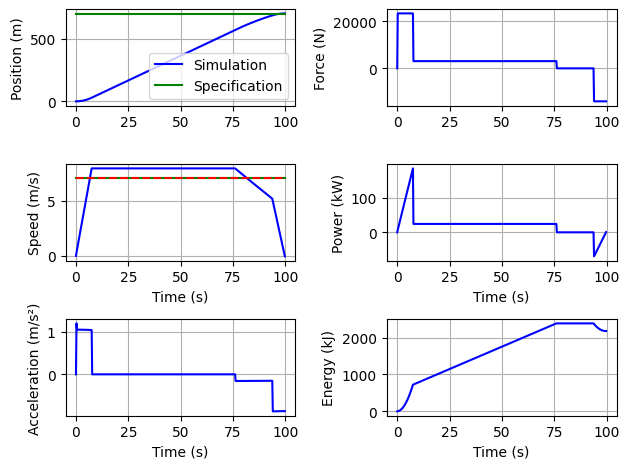 Position (m)
500
0
0 25 50 75 100
Simulation
Specification
Force (N)
20000
0
0 25 50 75 100
Speed (m/s)
5
0
0 25 50 75 100
Time (s)
Power (kW)
100
0
0 25 50 75 100
Time (s)
Acceleration (m/s²)
1
0
0 25 50 75 100
Time (s)
Energy (kJ)
2000
1000
0
0 25 50 75 100
Time (s)